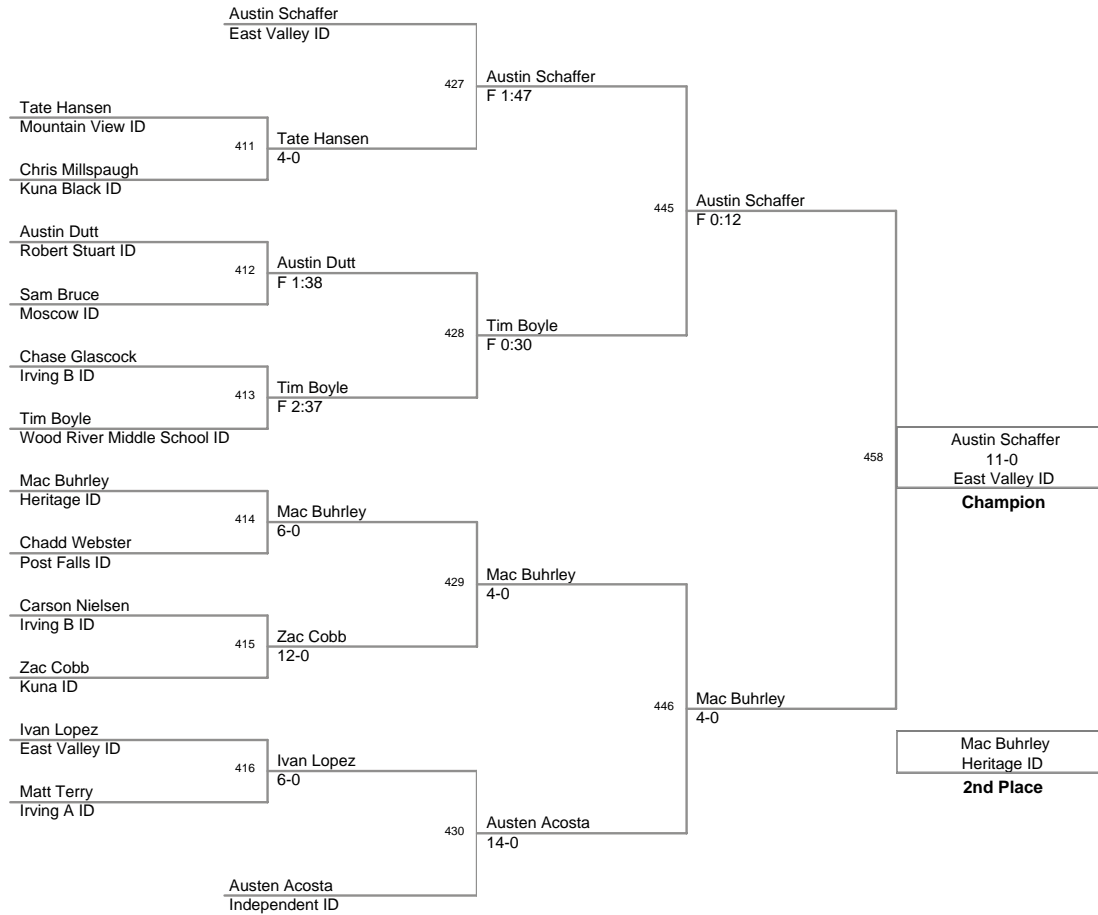 Austin Schaffer
East Valley ID
427
Austin Schaffer
F 1:47
Tate Hansen
Mountain View ID
411
Tate Hansen
4-0
Chris Millspaugh
Kuna Black ID
445
Austin Schaffer
F 0:12
Austin Dutt
Robert Stuart ID
412
Austin Dutt
F 1:38
Sam Bruce
Moscow ID
428
Tim Boyle
F 0:30
Chase Glascock
Irving B ID
413
Tim Boyle
F 2:37
Tim Boyle
Wood River Middle School ID
458
Austin Schaffer
11-0
East Valley ID
Champion
Mac Buhrley
Heritage ID
414
Mac Buhrley
6-0
Chadd Webster
Post Falls ID
429
Mac Buhrley
4-0
Carson Nielsen
Irving B ID
415
Zac Cobb
12-0
Zac Cobb
Kuna ID
446
Mac Buhrley
4-0
Ivan Lopez
East Valley ID
416
Ivan Lopez
6-0
Matt Terry
Irving A ID
Mac Buhrley
Heritage ID
2nd Place
430
Austen Acosta
14-0
Austen Acosta
Independent ID